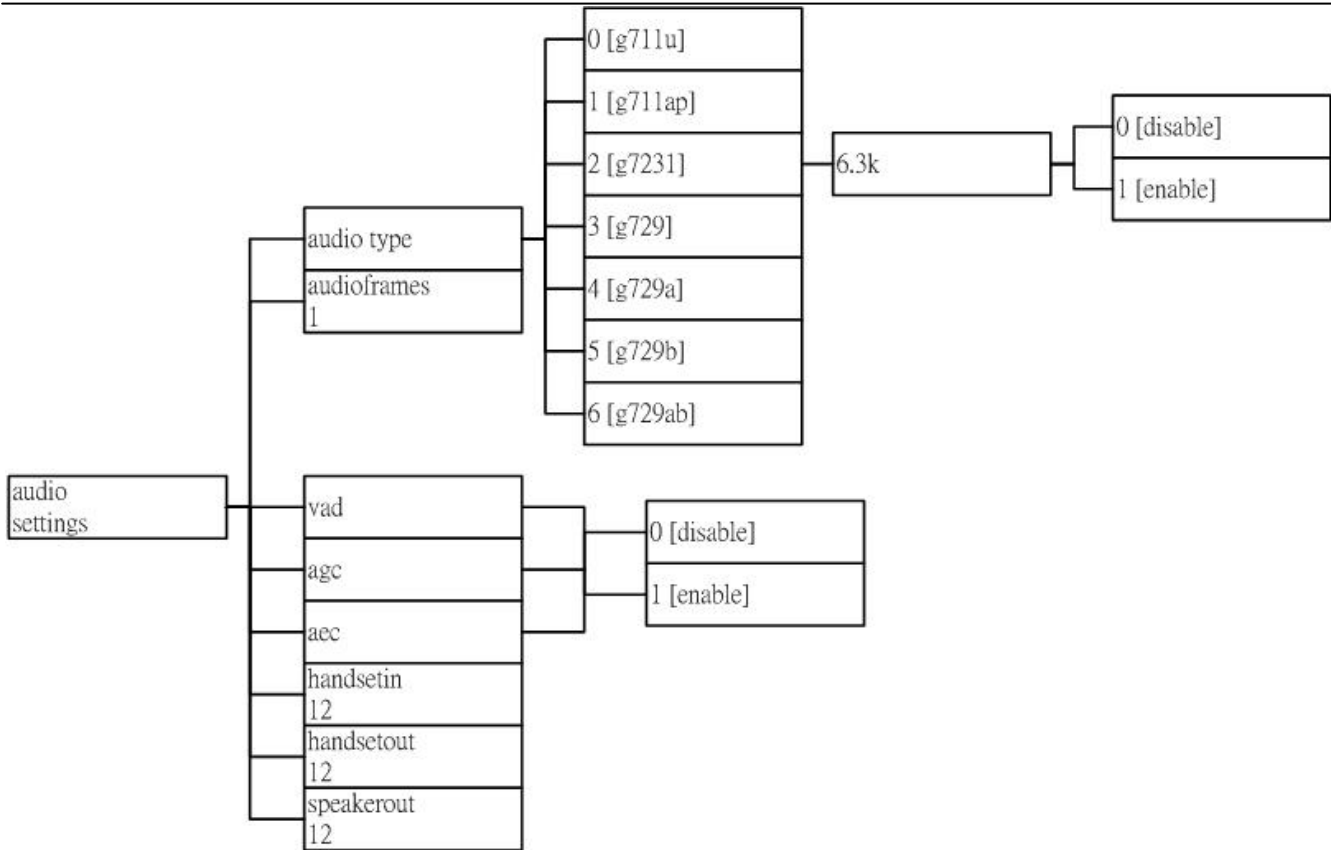 0 [g711u]
1 [g711ap]
2 [g7231]
3 [g729]
4 [g729a]
5 [g729b]
6 [g729ab]
6.3k
0 [disable]
1 [enable]
audio type
audioframes
1
audio
settings
vad
agc
aec
handsetin
12
handsetout
12
speakerout
12
0 [disable]
1 [enable]